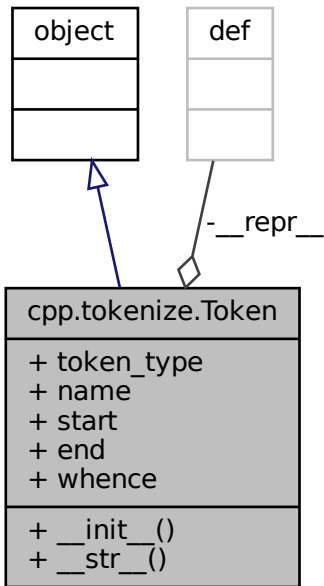 object
def
-__repr__
cpp.tokenize.Token
+ token_type
+ name
+ start
+ end
+ whence
+ __init__()
+ __str__()